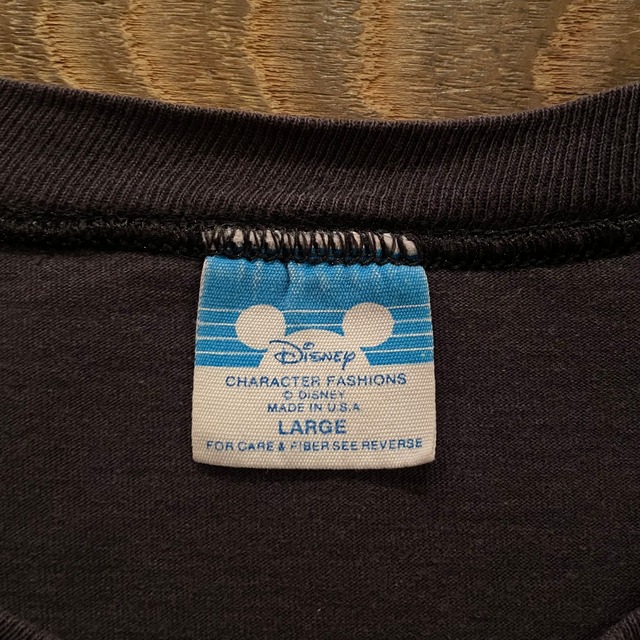 Disney
CHARACTER FASHIONS
© DISNEY
MADE IN U.S.A.
LARGE
FOR CARE & FIBER SEE REVERSE